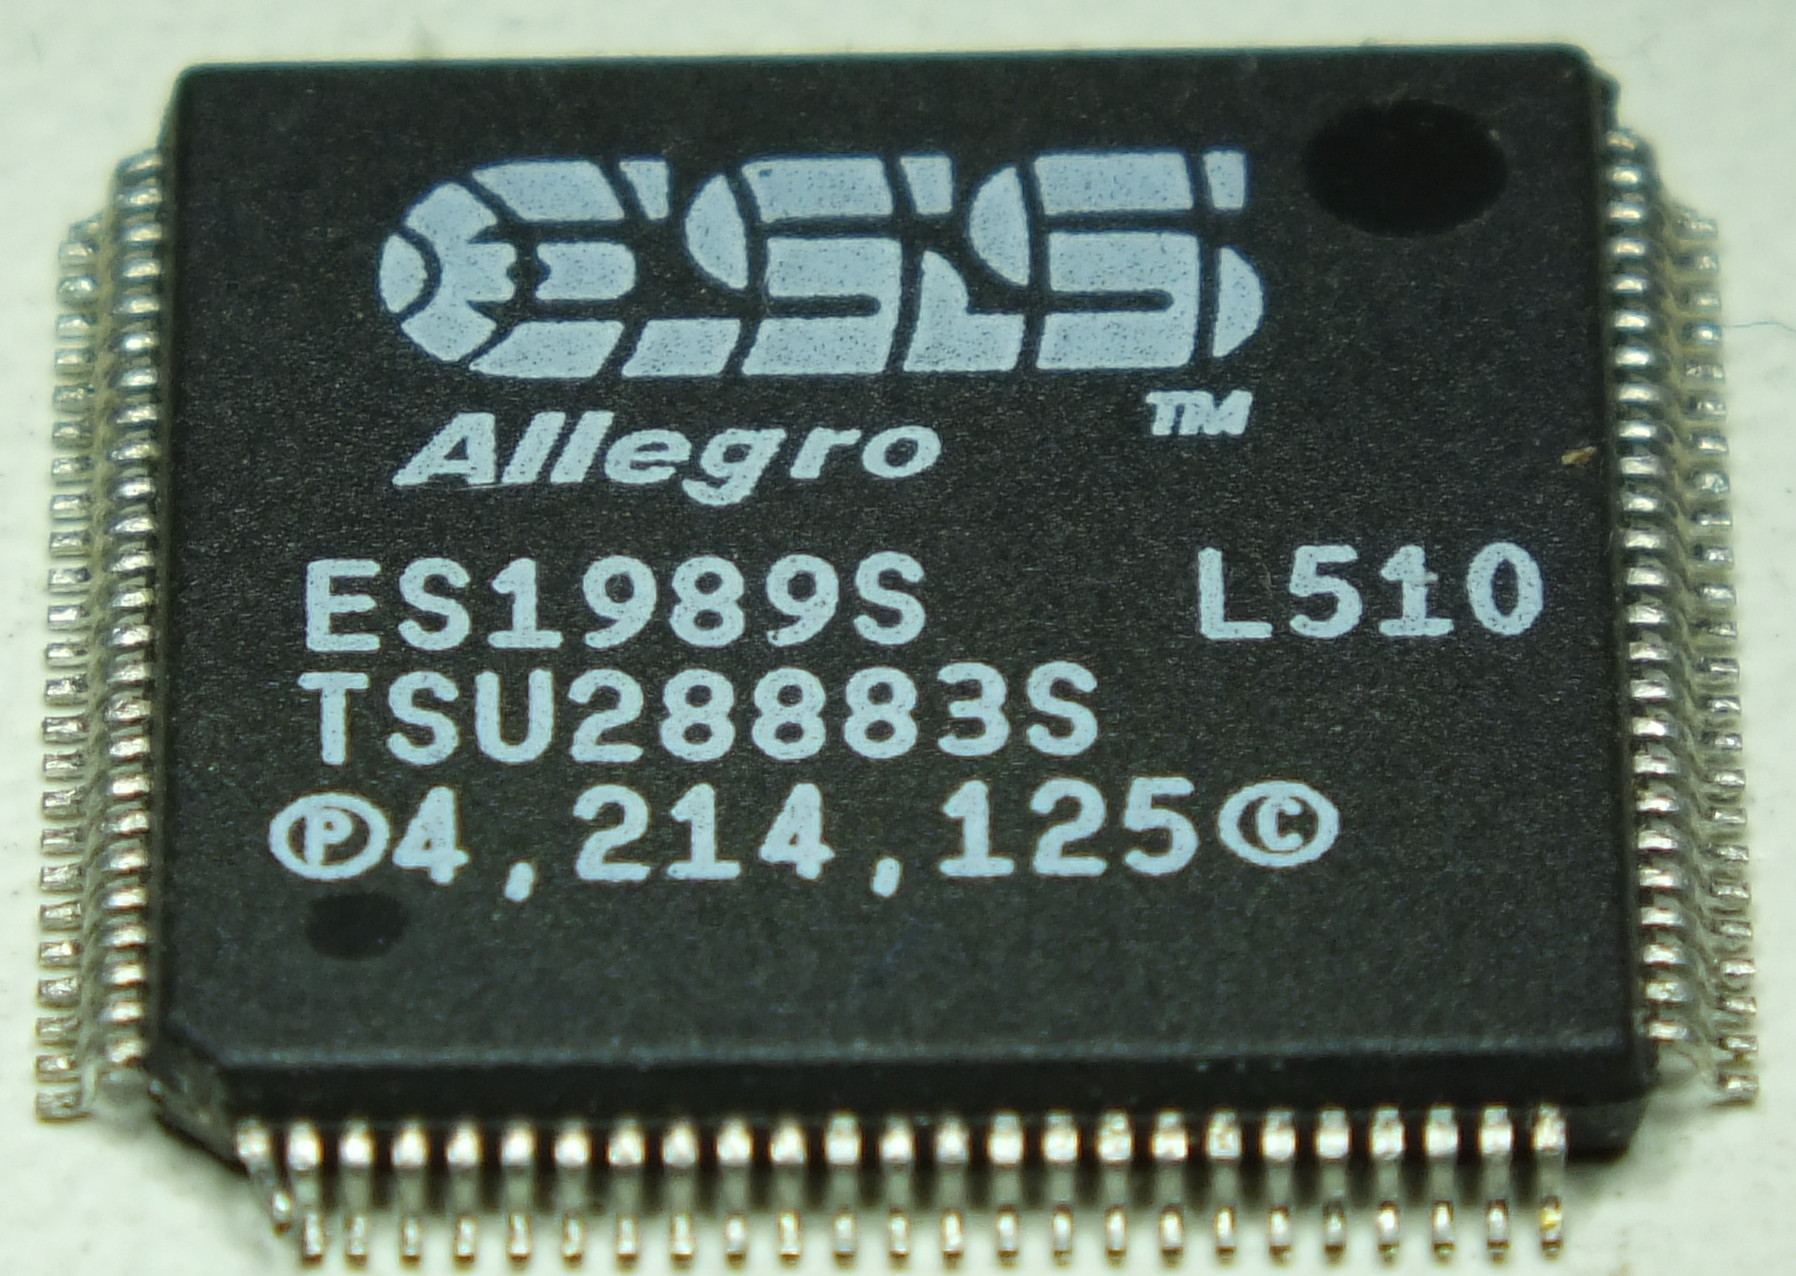 ESS
TM
Allegro
ES1989S L510
TSU28883S
Ⓟ4,214,125©